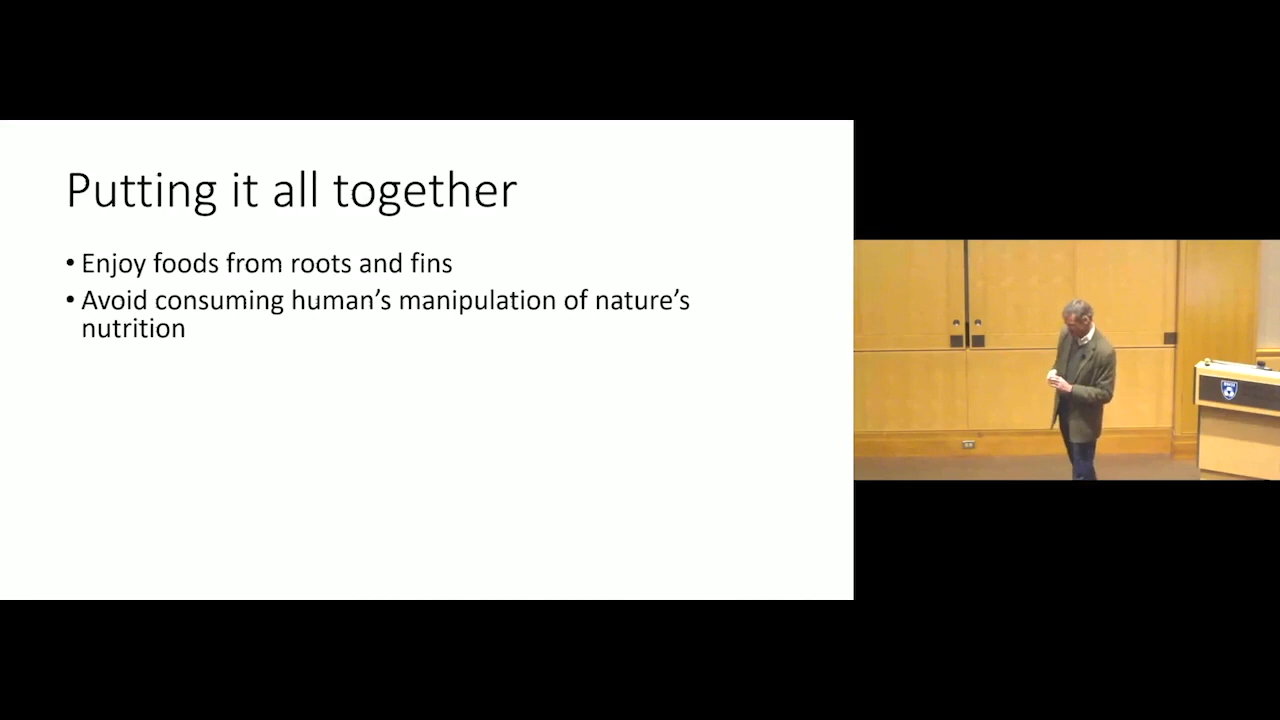 Putting it all together
• Enjoy foods from roots and fins
• Avoid consuming human’s manipulation of nature’s
nutrition